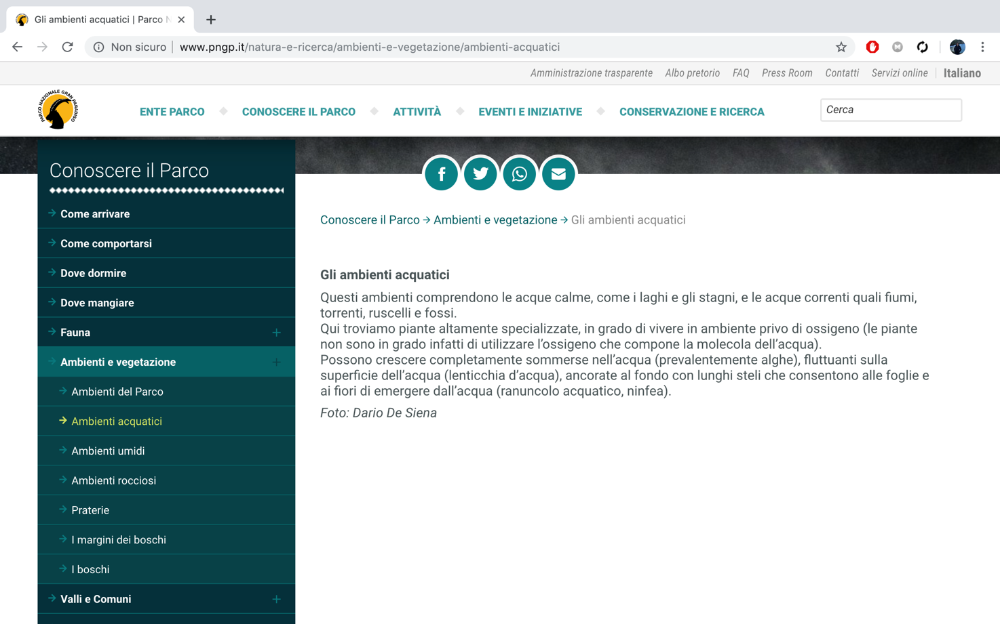 Gli ambienti acquatici | Parco N
Non sicuro
www.pngp.it/natura-e-ricerca/ambienti-e-vegetazione/ambienti-acquatici
Amministrazione trasparente
Albo pretorio
FAQ
Press Room
Contatti
Servizi online
Italiano
PARCO NAZIONALE GRAN PARADISO
ENTE PARCO
CONOSCERE IL PARCO
ATTIVITÀ
EVENTI E INIZIATIVE
CONSERVAZIONE E RICERCA
Cerca
Conoscere il Parco
Come arrivare
Come comportarsi
Dove dormire
Dove mangiare
Fauna
Ambienti e vegetazione
Ambienti del Parco
Ambienti acquatici
Ambienti umidi
Ambienti rocciosi
Praterie
I margini dei boschi
I boschi
Valli e Comuni
Conoscere il Parco → Ambienti e vegetazione → Gli ambienti acquatici
Gli ambienti acquatici
Questi ambienti comprendono le acque calme, come i laghi e gli stagni, e le acque correnti quali fiumi,
torrenti, ruscelli e fossi.
Qui troviamo piante altamente specializzate, in grado di vivere in ambiente privo di ossigeno (le piante
non sono in grado infatti di utilizzare l’ossigeno che compone la molecola dell’acqua).
Possono crescere completamente sommerse nell’acqua (prevalentemente alghe), fluttuanti sulla
superficie dell’acqua (lenticchia d’acqua), ancorate al fondo con lunghi steli che consentono alle foglie e
ai fiori di emergere dall’acqua (ranuncolo acquatico, ninfea).
Foto: Dario De Siena